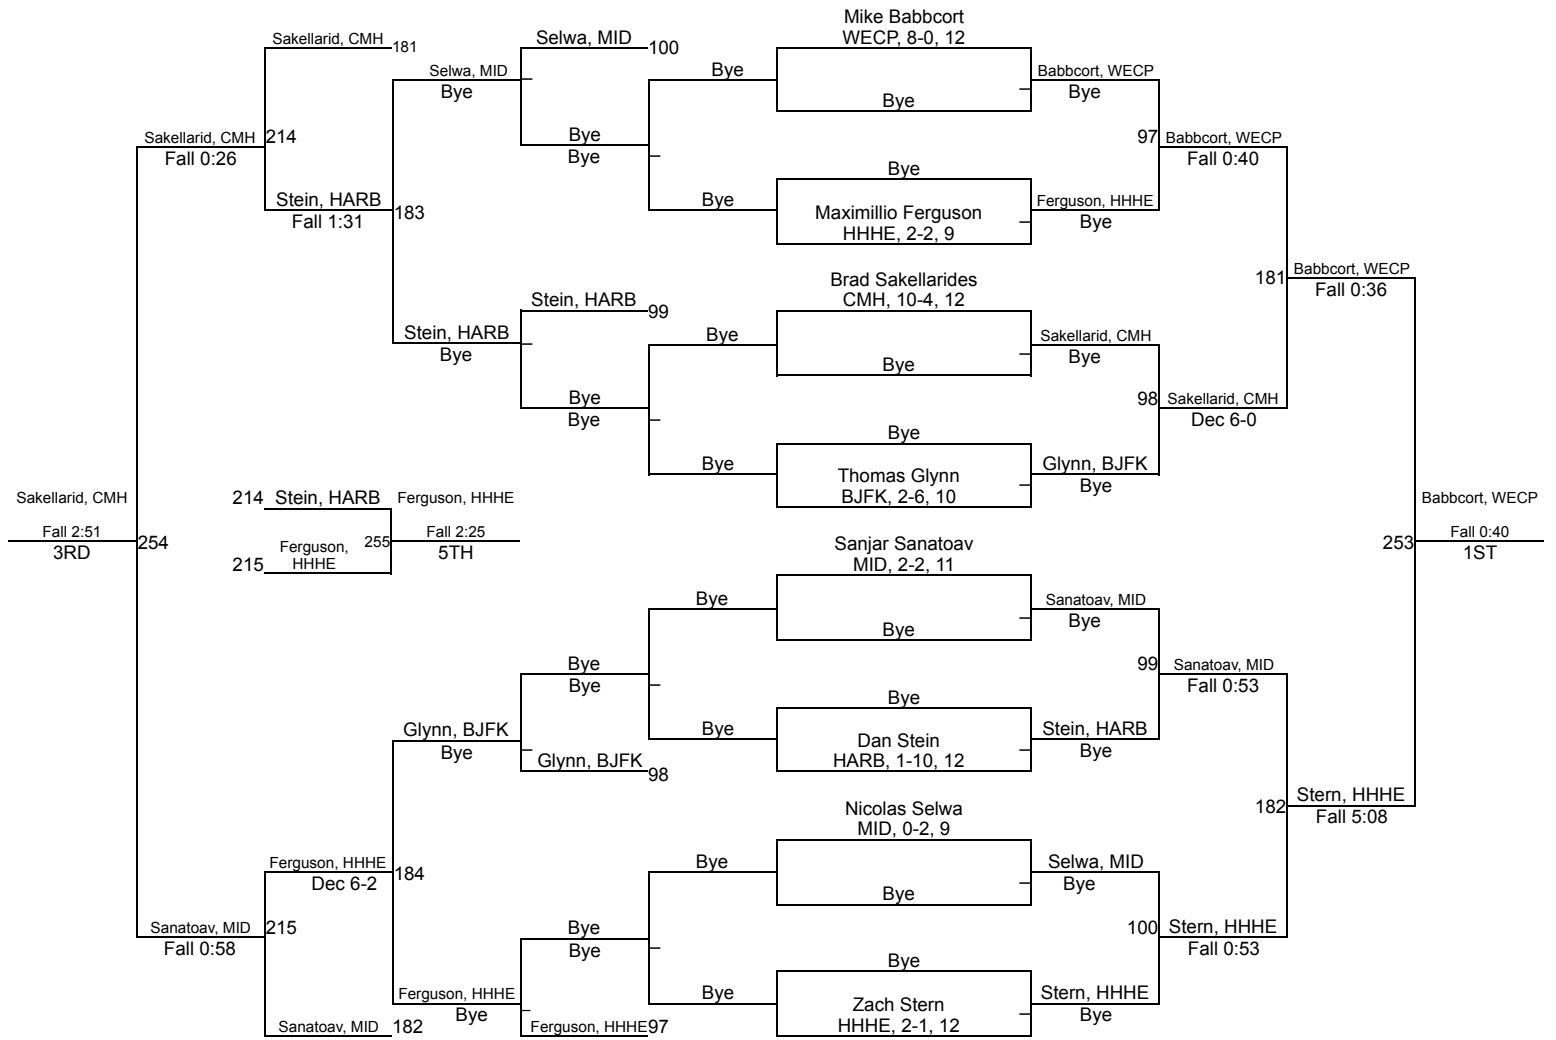 Mike Babbcort
WECP, 8-0, 12
Sakellarid, CMH
181
Selwa, MID
100
Selwa, MID
Bye
Bye
Babbcort, WECP
Bye
Bye
Bye
Bye
Sakellarid, CMH
214
Fall 0:26
97
Babbcort, WECP
Fall 0:40
Bye
Bye
Stein, HARB
183
Fall 1:31
Maximillio Ferguson
HHHE, 2-2, 9
Ferguson, HHHE
Bye
Brad Sakellarides
CMH, 10-4, 12
181
Babbcort, WECP
Fall 0:36
Stein, HARB
99
Stein, HARB
Bye
Bye
Sakellarid, CMH
Bye
Bye
Bye
Bye
98
Sakellarid, CMH
Dec 6-0
Bye
Bye
Thomas Glynn
BJFK, 2-6, 10
Glynn, BJFK
Bye
Sakellarid, CMH
Fall 2:51
3RD
254
214
Stein, HARB
Ferguson, HHHE
255
Fall 2:25
5TH
Ferguson,
HHHE
215
Babbcort, WECP
253
Fall 0:40
1ST
Sanjar Sanatoav
MID, 2-2, 11
Bye
Sanatoav, MID
Bye
Bye
Bye
Bye
99
Sanatoav, MID
Fall 0:53
Bye
Glynn, BJFK
Bye
Bye
Dan Stein
HARB, 1-10, 12
Stein, HARB
Bye
Glynn, BJFK
98
Nicolas Selwa
MID, 0-2, 9
182
Stern, HHHE
Fall 5:08
Ferguson, HHHE
184
Dec 6-2
Bye
Selwa, MID
Bye
Bye
Sanatoav, MID
215
Fall 0:58
Bye
Bye
100
Stern, HHHE
Fall 0:53
Bye
Ferguson, HHHE
Bye
Bye
Zach Stern
HHHE, 2-1, 12
Stern, HHHE
Bye
Sanatoav, MID
182
Ferguson, HHHE
97